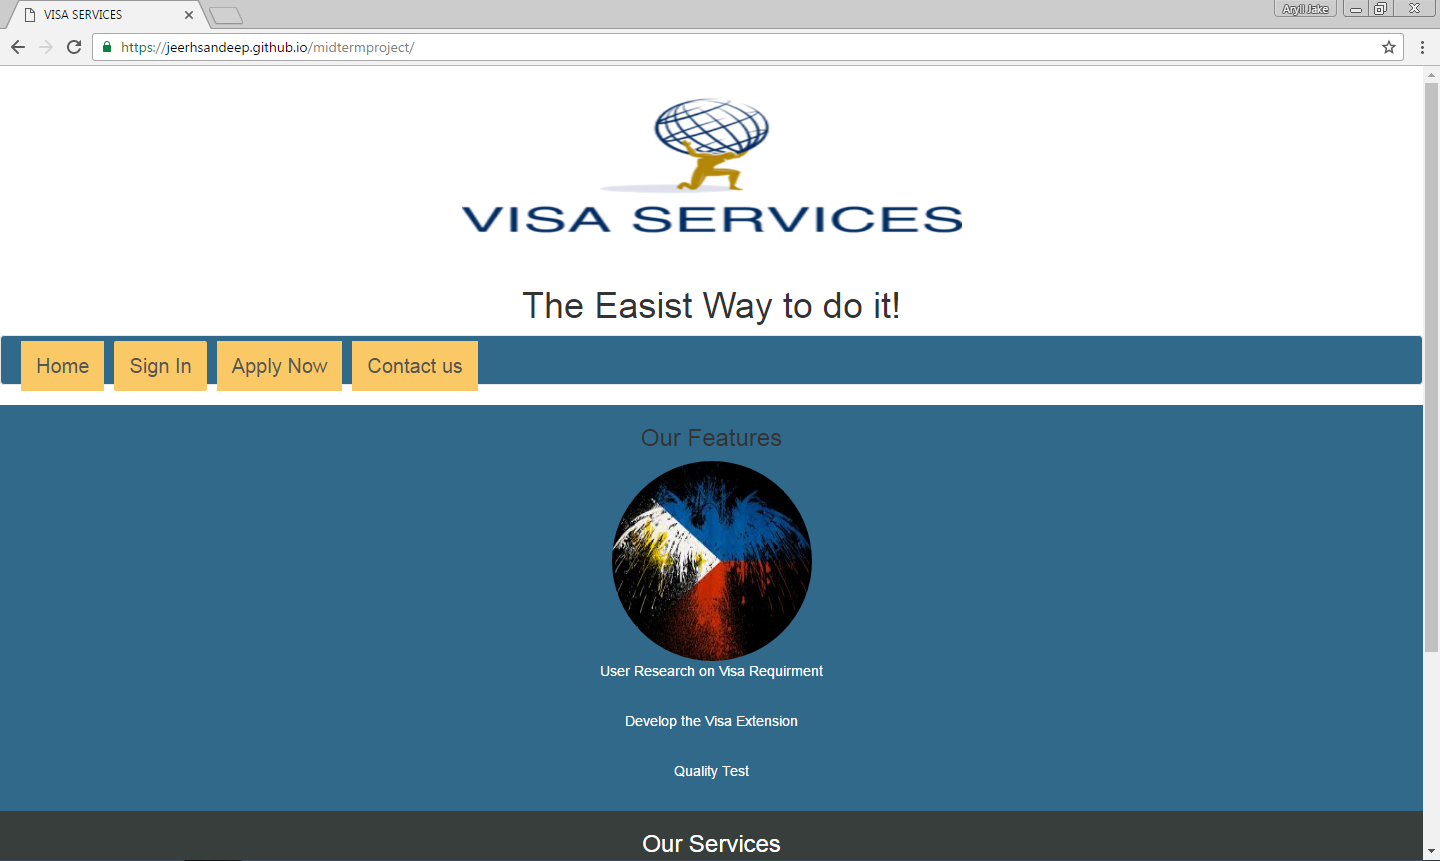 VISA SERVICES
Aryll Jake
https://jeerhsandeep.github.io/midtermproject/
VISA SERVICES
The Easist Way to do it!
Home Sign In Apply Now Contact us
Our Features
User Research on Visa Requirment
Develop the Visa Extension
Quality Test
Our Services